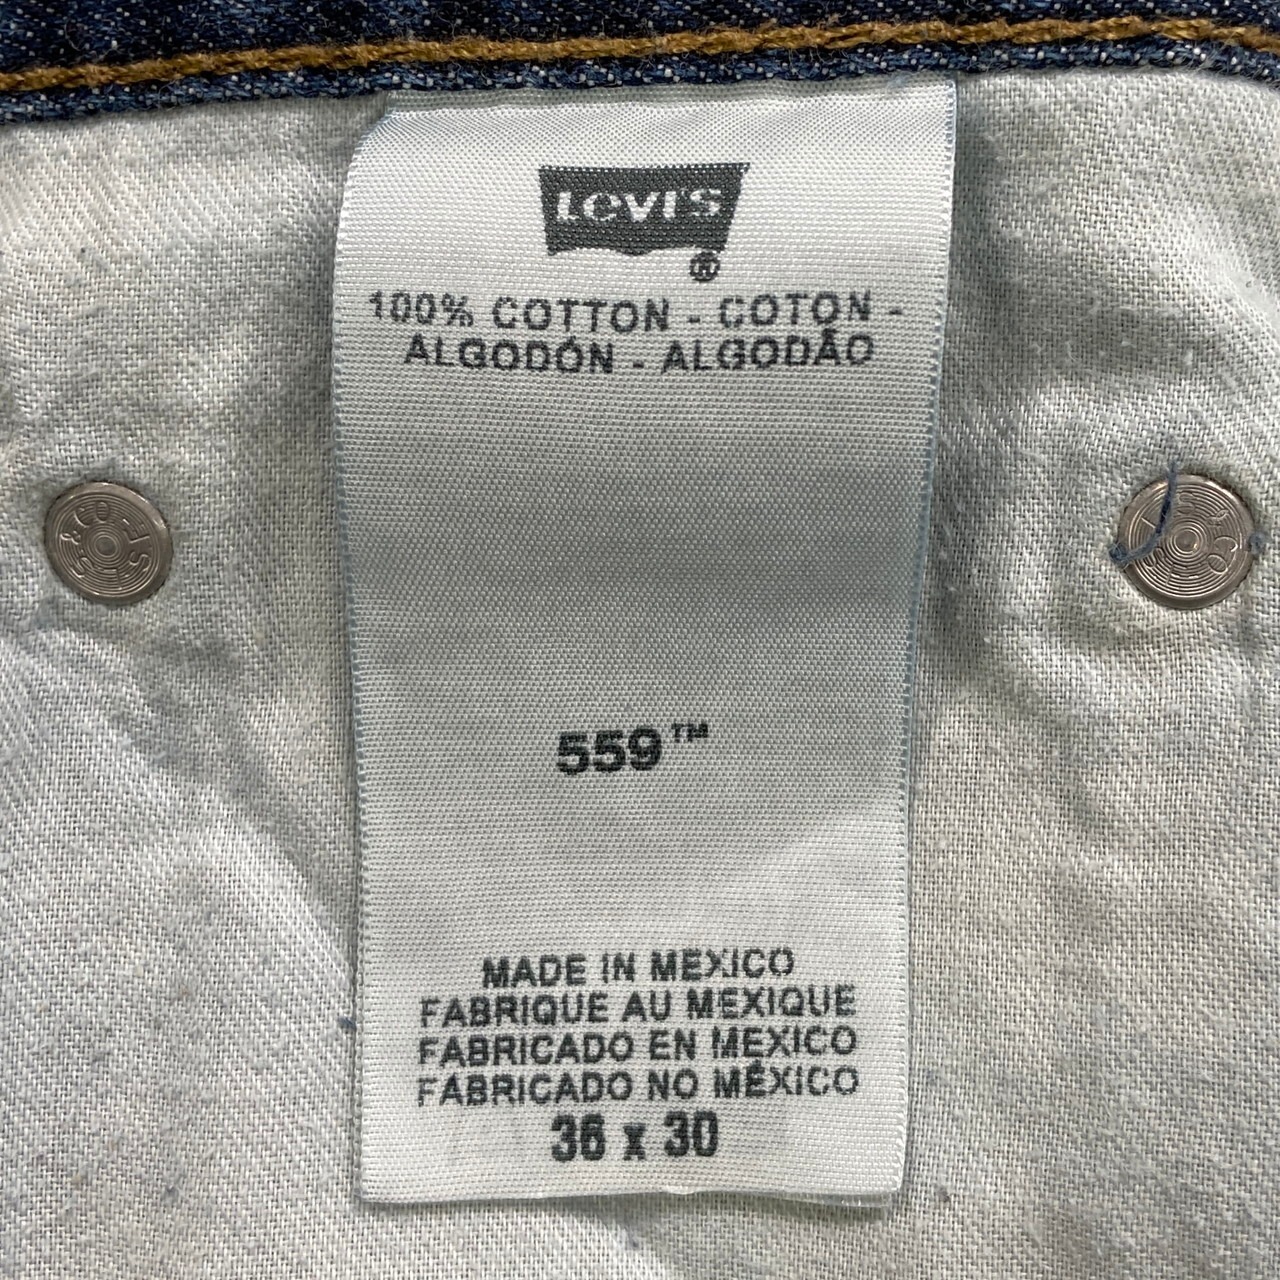 LEVI'S
®
100% COTTON - COTON -
ALGODÓN - ALGODÃO
559™
MADE IN MEXICO
FABRIQUE AU MEXIQUE
FABRICADO EN MEXICO
FABRICADO NO MÉXICO
36 x 30